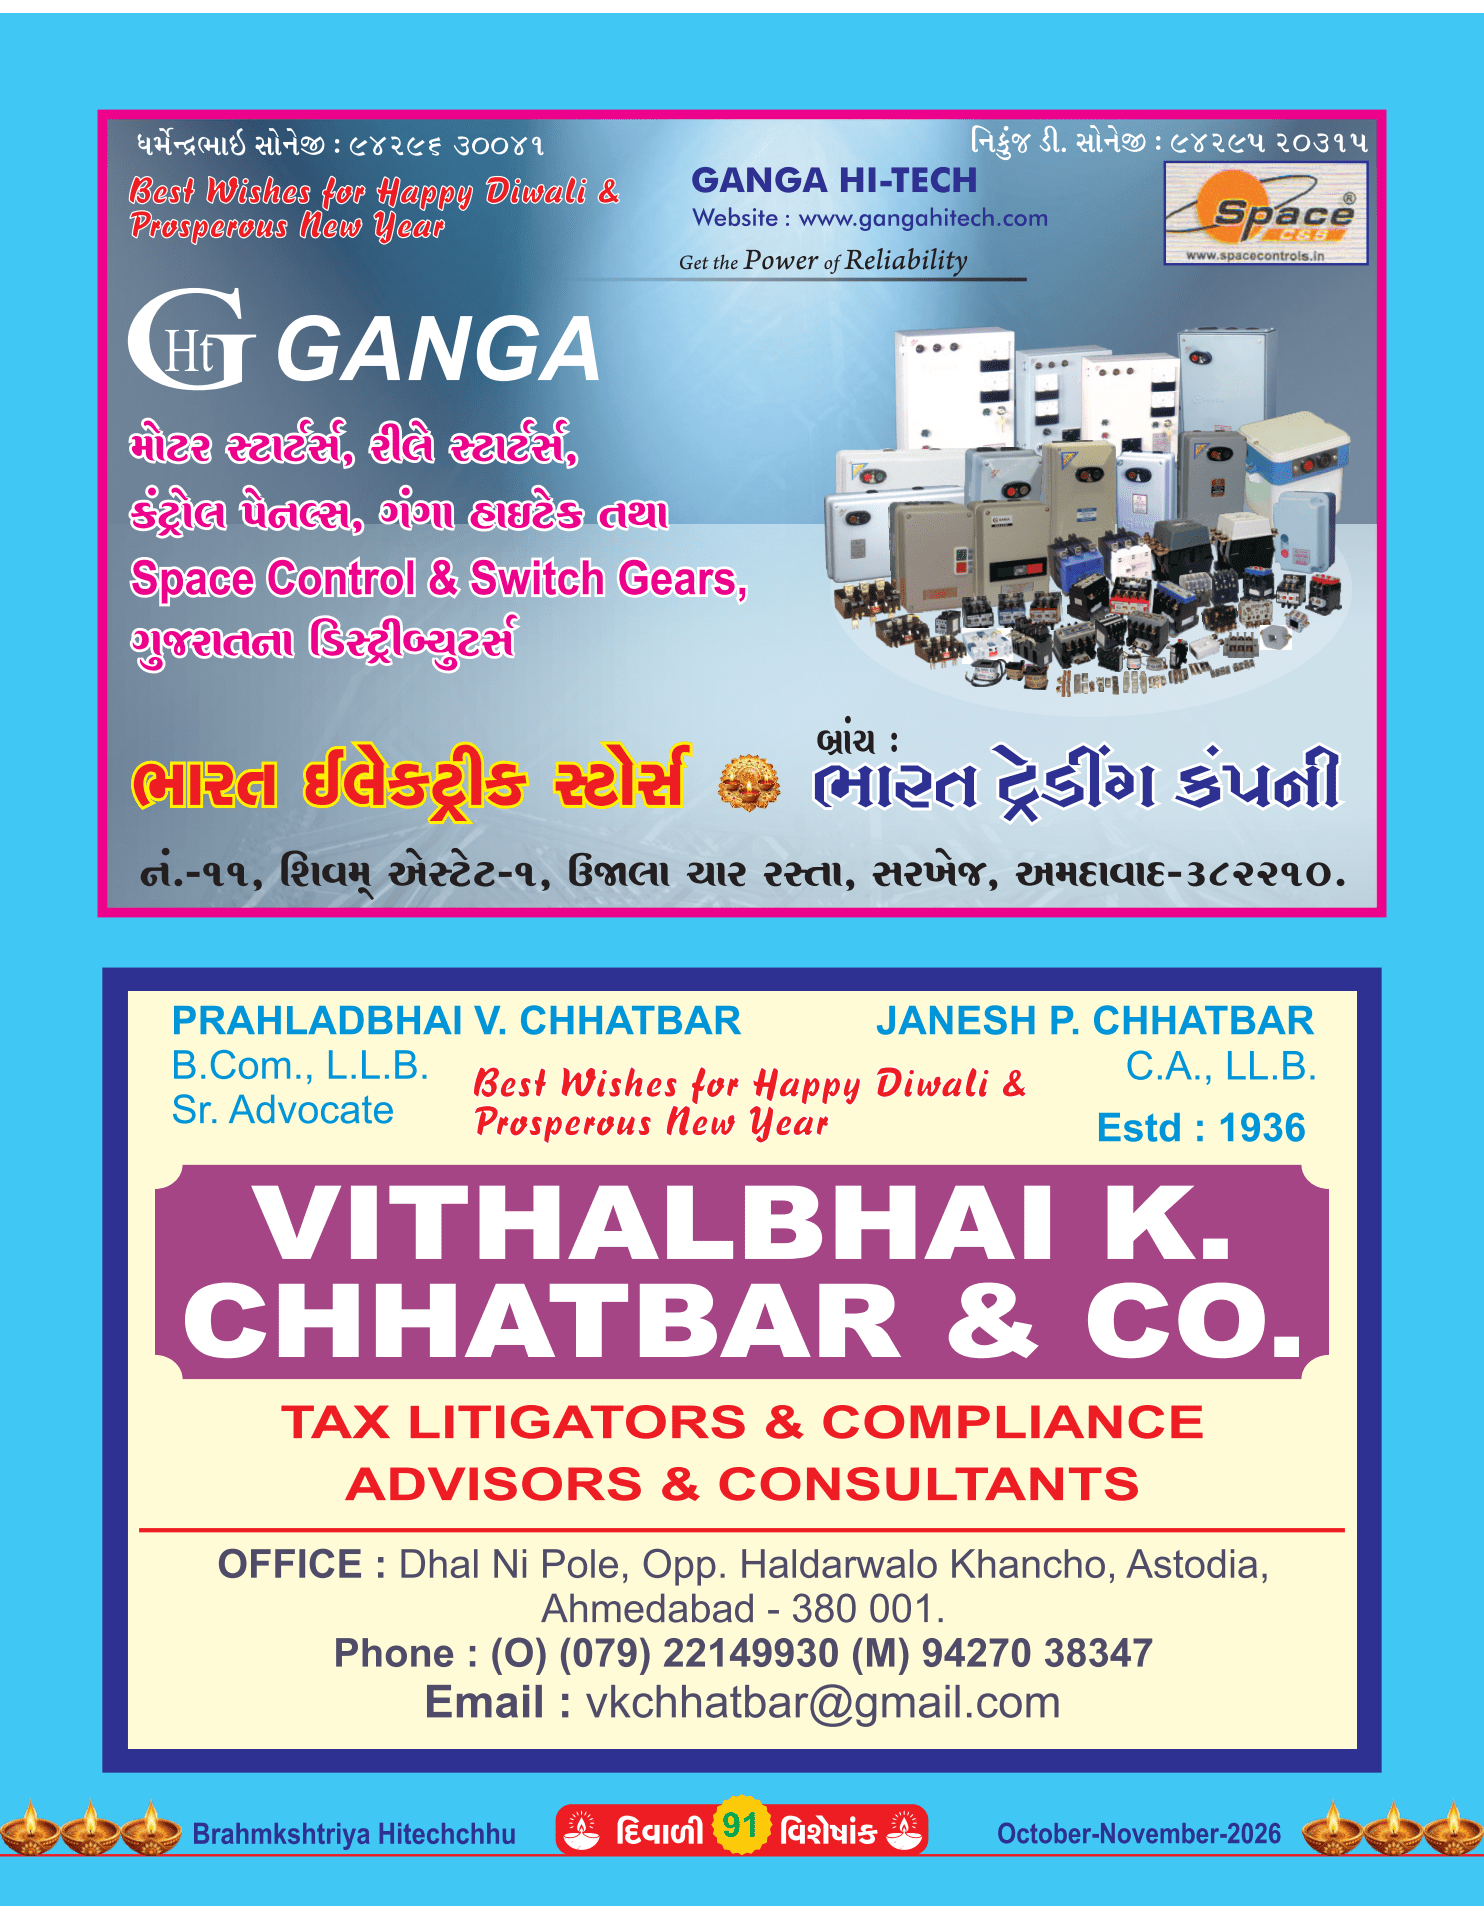 ધર્મેન્દ્રભાઇ સોનેજી : ૯૪૨૯૬ ૩૦૦૪૧
નિકુંજ ડી. સોનેજી : ૯૪૨૯૫ ૨૦૩૧૫
Best Wishes for Happy Diwali &
Prosperous New Year
GANGA HI-TECH
Website : www.gangahitech.com
Get the Power of Reliability
Space®
C&S
www.spacecontrols.in
GHt GANGA
મોટર સ્ટાર્ટર્સ, રીલે સ્ટાર્ટર્સ,
કંટ્રોલ પેનલ્સ, ગંગા હાઇટેક તથા
Space Control & Switch Gears,
ગુજરાતના ડિસ્ટ્રીબ્યુટર્સ
ભારત ઈલેકટ્રીક સ્ટોર્સ
બ્રાંચ :
ભારત ટ્રેડીંગ કંપની
નં.-૧૧, શિવમ્ એસ્ટેટ-૧, ઉજાલા ચાર રસ્તા, સરખેજ, અમદાવાદ-૩૮૨૨૧૦.
PRAHLADBHAI V. CHHATBAR
B.Com., L.L.B.
Sr. Advocate
JANESH P. CHHATBAR
C.A., LL.B.
Estd : 1936
Best Wishes for Happy Diwali &
Prosperous New Year
VITHALBHAI K.
CHHATBAR & CO.
TAX LITIGATORS & COMPLIANCE
ADVISORS & CONSULTANTS
OFFICE : Dhal Ni Pole, Opp. Haldarwalo Khancho, Astodia,
Ahmedabad - 380 001.
Phone : (O) (079) 22149930 (M) 94270 38347
Email : vkchhatbar@gmail.com
Brahmkshtriya Hitechchhu
દિવાળી 91 વિશેષાંક
October-November-2026